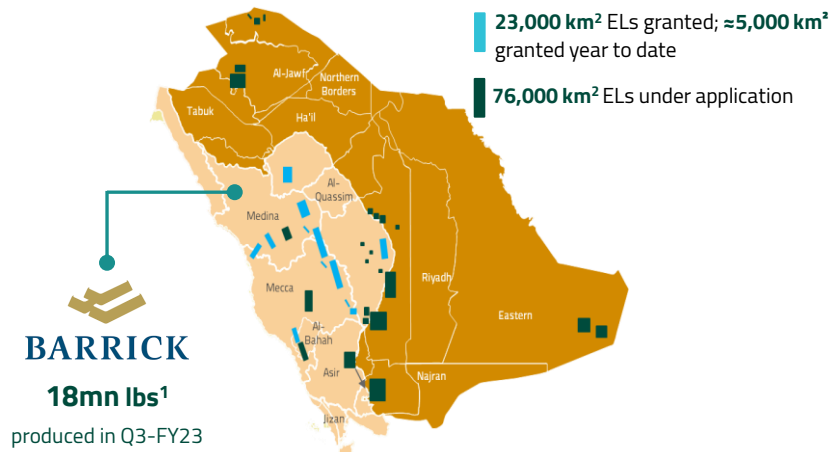 23,000 km² ELs granted; ≈5,000 km²
granted year to date
76,000 km² ELs under application
Al-Jawf
Northern
Borders
Tabuk
Ha'il
Al-
Quassim
Medina
Mecca
Riyadh
Eastern
Al-
Bahah
Asir
Najran
Jizan
BARRICK
18mn lbs¹
produced in Q3-FY23